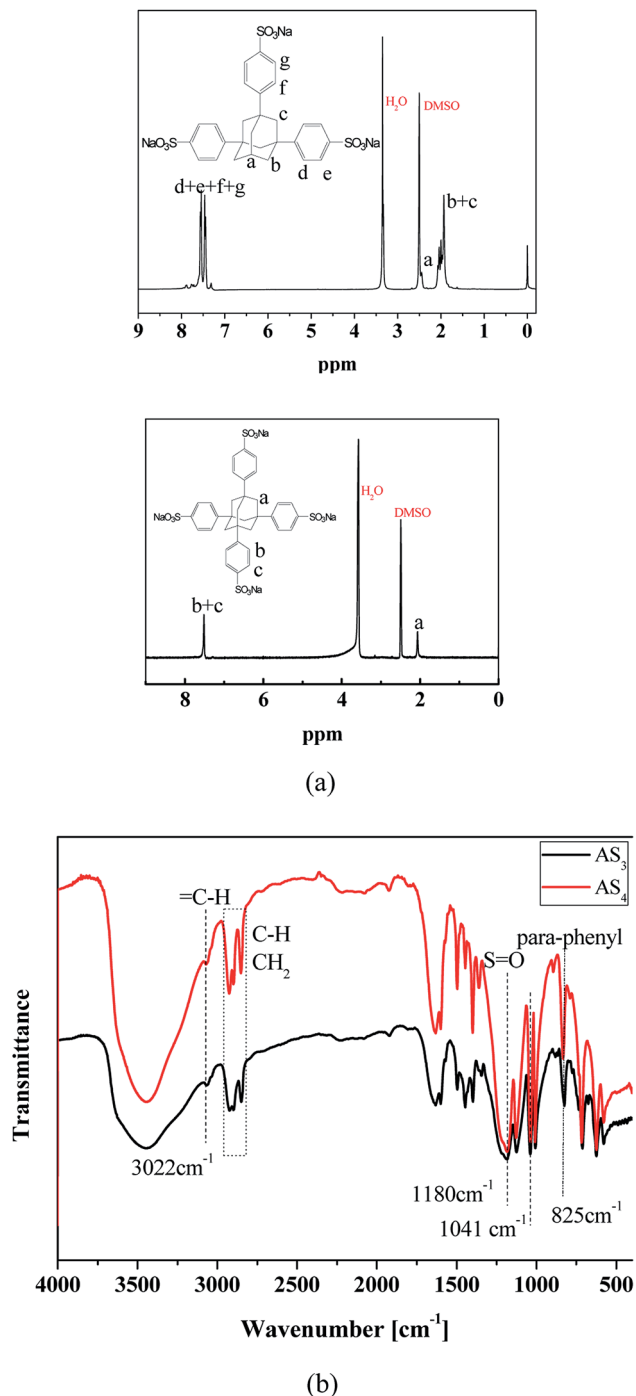 SO₃Na
g
f
H₂O
DMSO
c
NaO₃S
SO₃Na
a
b
d
e
d+e+f+g
b+c
a
9 8 7 6 5 4 3 2 1 0
ppm
SO₃Na
a
H₂O
DMSO
NaO₃S
SO₃Na
b
c
SO₃Na
b+c
a
8 6 4 2 0
ppm
(a)
AS₃
AS₄
=C-H
C-H
CH₂
S=O
para-phenyl
Transmittance
3022cm⁻¹
1180cm⁻¹
1041 cm⁻¹
825cm⁻¹
4000 3500 3000 2500 2000 1500 1000 500
Wavenumber [cm⁻¹]
(b)